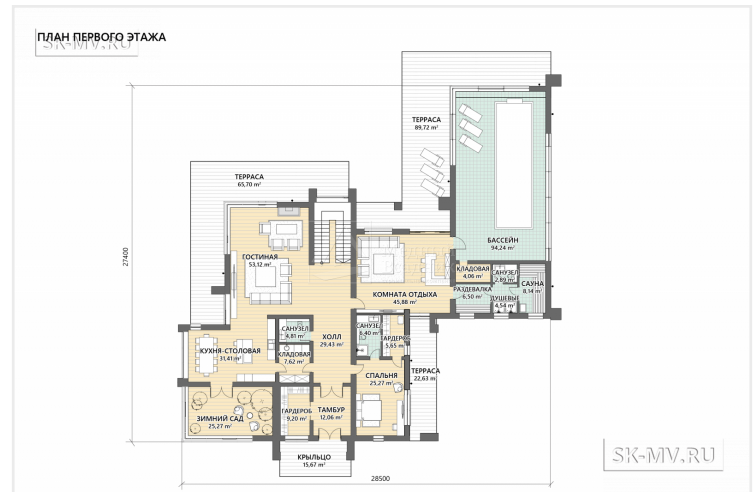 ПЛАН ПЕРВОГО ЭТАЖА
SK-MV.RU
ТЕРРАСА
89,72 m²
ТЕРРАСА
65,70 m²
БАССЕЙН
94,24 m²
ГОСТИНАЯ
53,12 m²
КЛАДОВАЯ
4,06 m²
САНУЗЕЛ
2,89 m²
САУНА
8,14 m²
РАЗДЕВАЛКА
6,50 m²
ДУШЕВЫЕ
4,54 m²
КОМНАТА ОТДЫХА
45,88 m²
САНУЗЕЛ
4,81 m²
ХОЛЛ
29,43 m²
САНУЗЕЛ
6,40 m²
ГАРДЕРОБ
5,65 m²
КУХНЯ-СТОЛОВАЯ
31,41 m²
КЛАДОВАЯ
7,62 m²
СПАЛЬНЯ
25,27 m²
ТЕРРАСА
22,63 m²
ЗИМНИЙ САД
25,27 m²
ГАРДЕРОБ
9,20 m²
ТАМБУР
12,06 m²
КРЫЛЬЦО
15,67 m²
27400
28500
SK-MV.RU